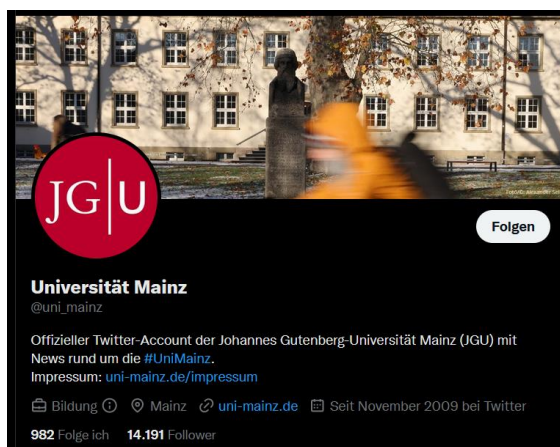 JG|U
Folgen
Universität Mainz
@uni_mainz
Offizieller Twitter-Account der Johannes Gutenberg-Universität Mainz (JGU) mit
News rund um die #UniMainz.
Impressum: uni-mainz.de/impressum
Bildung Mainz uni-mainz.de Seit November 2009 bei Twitter
982 Folge ich 14.191 Follower